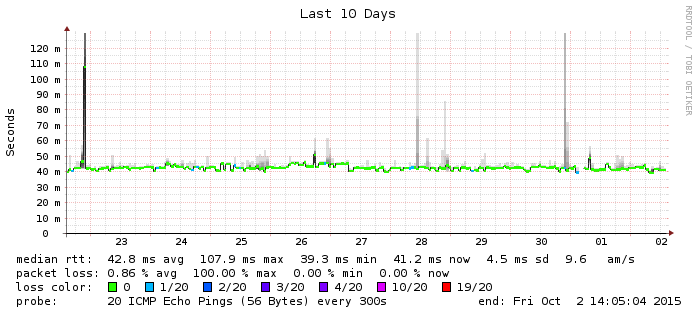 Last 10 Days
RRDTOOL / TOBI OETIKER
Seconds
120 m
110 m
100 m
90 m
80 m
70 m
60 m
50 m
40 m
30 m
20 m
10 m
0
23 24 25 26 27 28 29 30 01 02
median rtt: 42.8 ms avg 107.9 ms max 39.3 ms min 41.2 ms now 4.5 ms sd 9.6 am/s
packet loss: 0.86 % avg 100.00 % max 0.00 % min 0.00 % now
loss color: 0 1/20 2/20 3/20 4/20 10/20 19/20
probe: 20 ICMP Echo Pings (56 Bytes) every 300s end: Fri Oct 2 14:05:04 2015